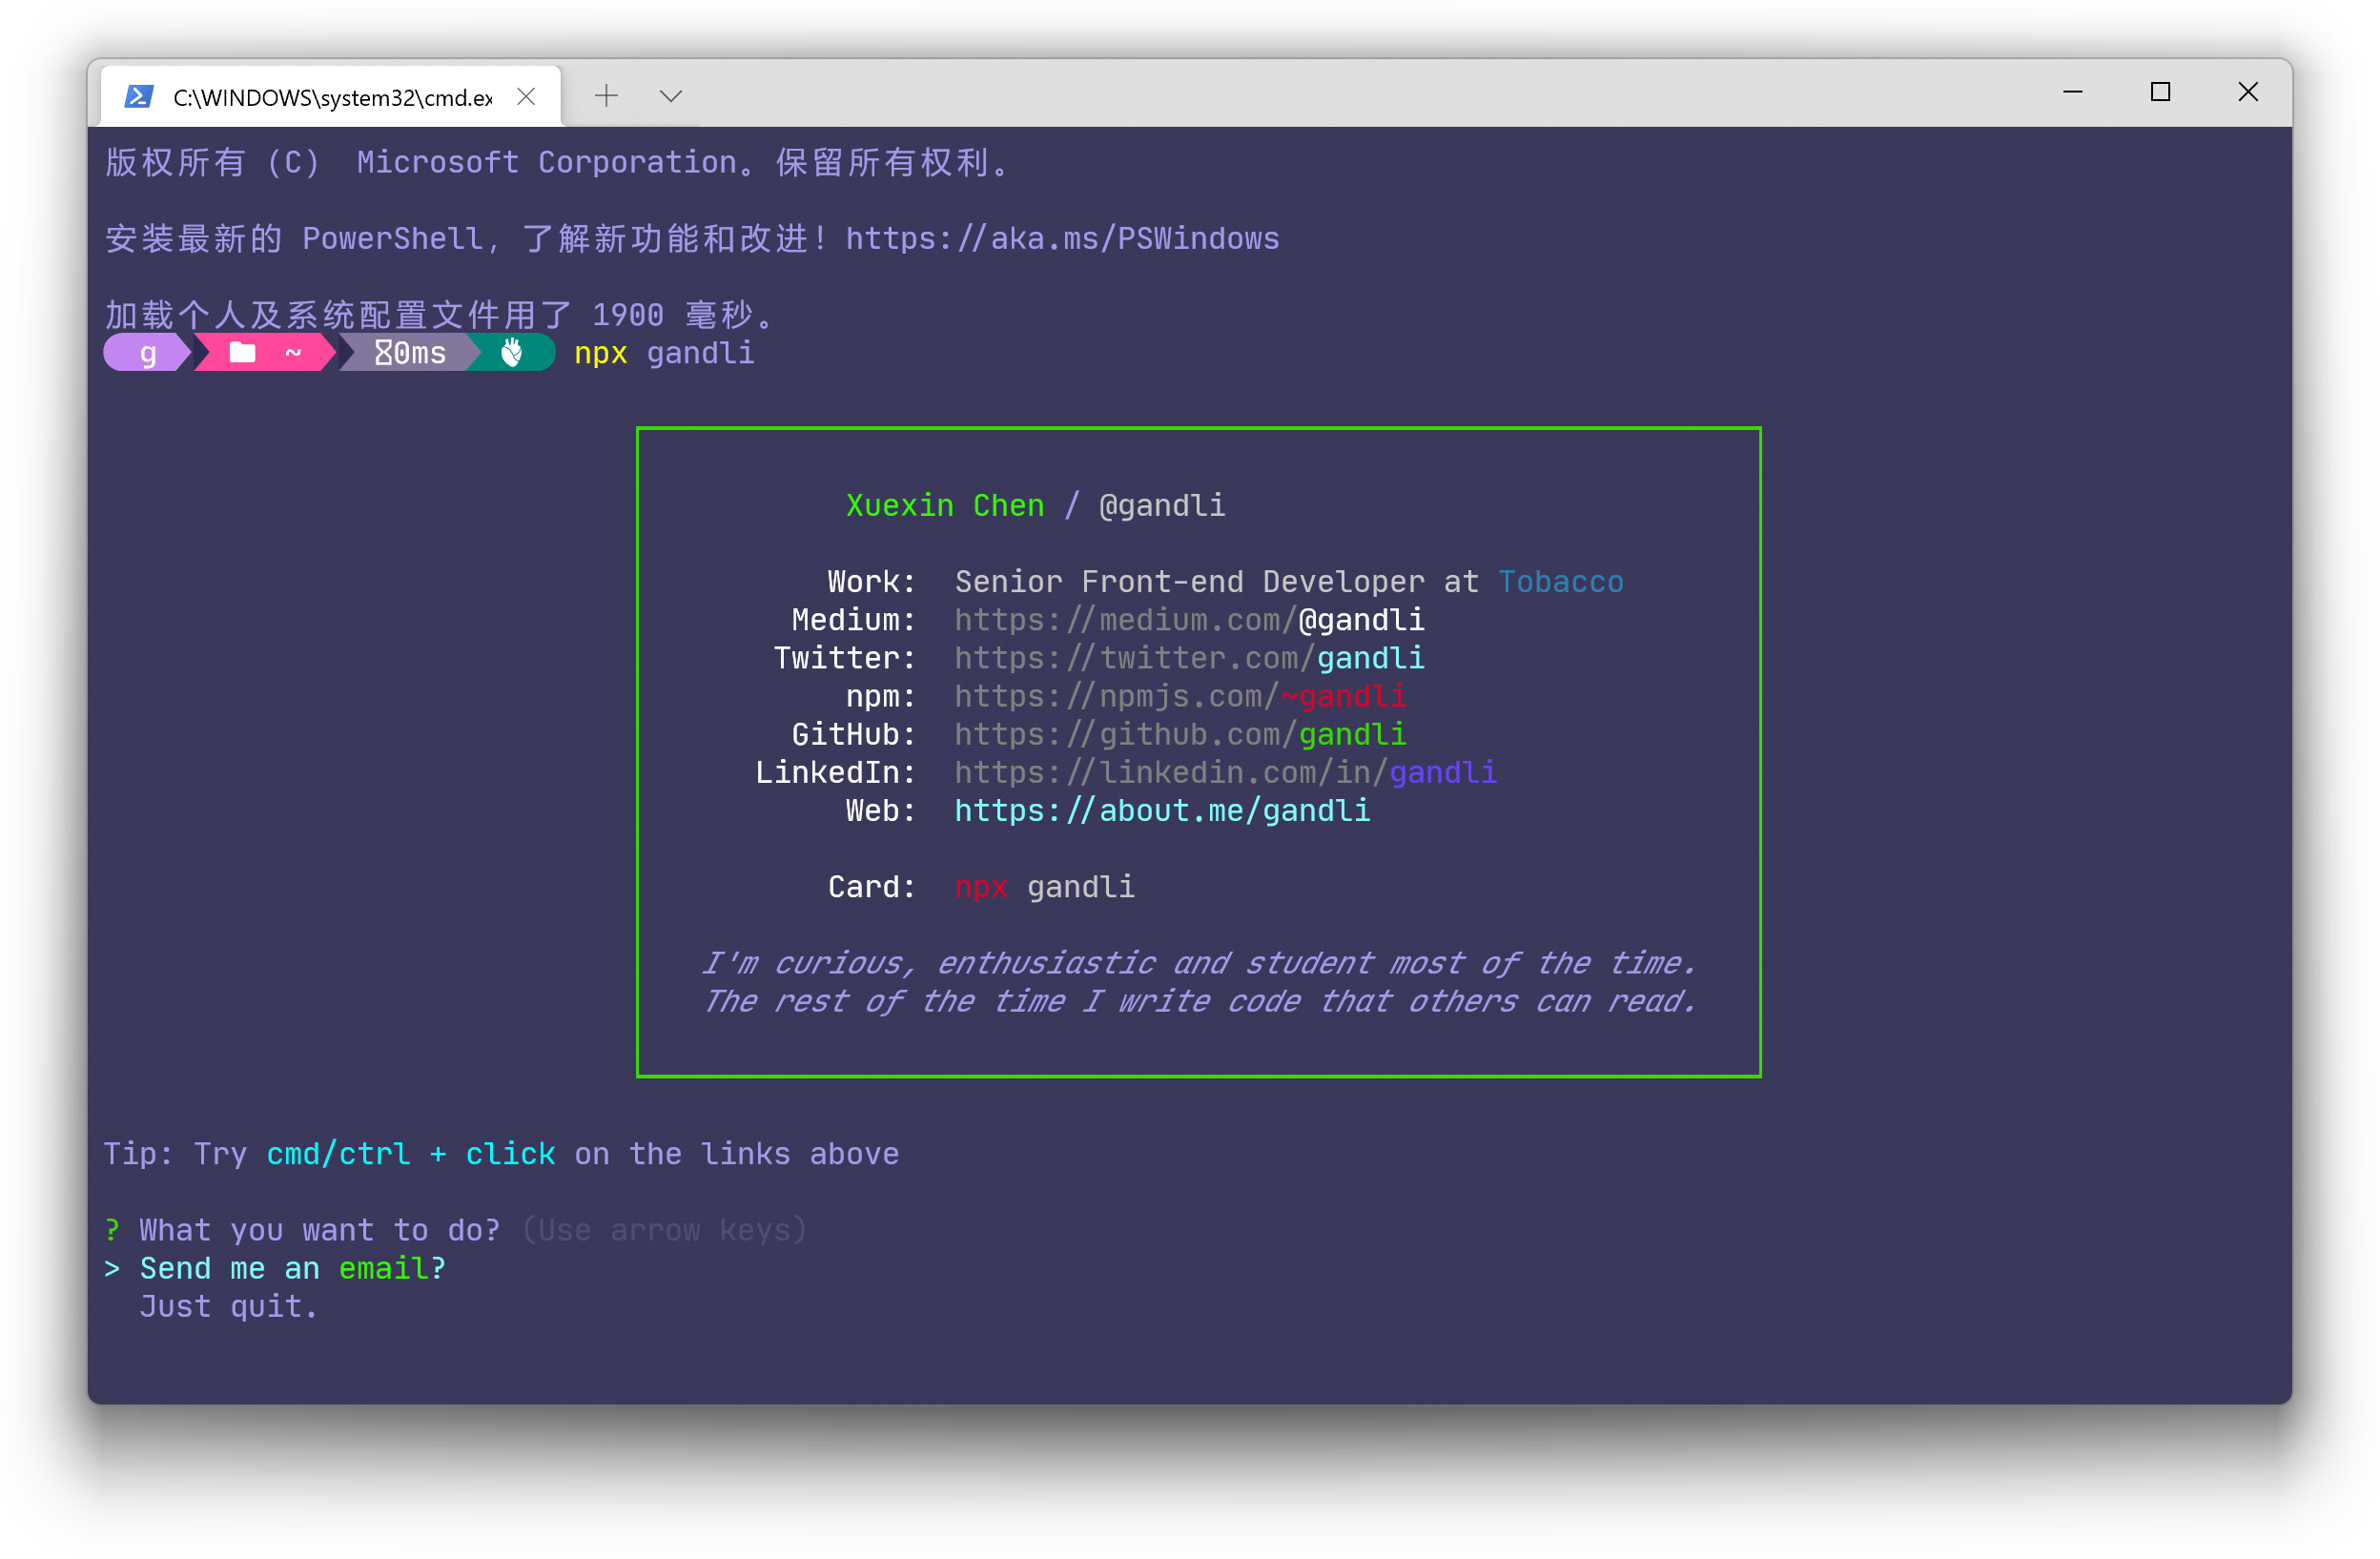 C:\WINDOWS\system32\cmd.ex
版权所有 (C) Microsoft Corporation。保留所有权利。
安装最新的 PowerShell，了解新功能和改进！https://aka.ms/PSWindows
加载个人及系统配置文件用了 1900 毫秒。
g ~ 0ms npx gandli
Xuexin Chen / @gandli
Work: Senior Front-end Developer at Tobacco
Medium: https://medium.com/@gandli
Twitter: https://twitter.com/gandli
npm: https://npmjs.com/~gandli
GitHub: https://github.com/gandli
LinkedIn: https://linkedin.com/in/gandli
Web: https://about.me/gandli
Card: npx gandli
I'm curious, enthusiastic and student most of the time.
The rest of the time I write code that others can read.
Tip: Try cmd/ctrl + click on the links above
? What you want to do? (Use arrow keys)
> Send me an email?
Just quit.